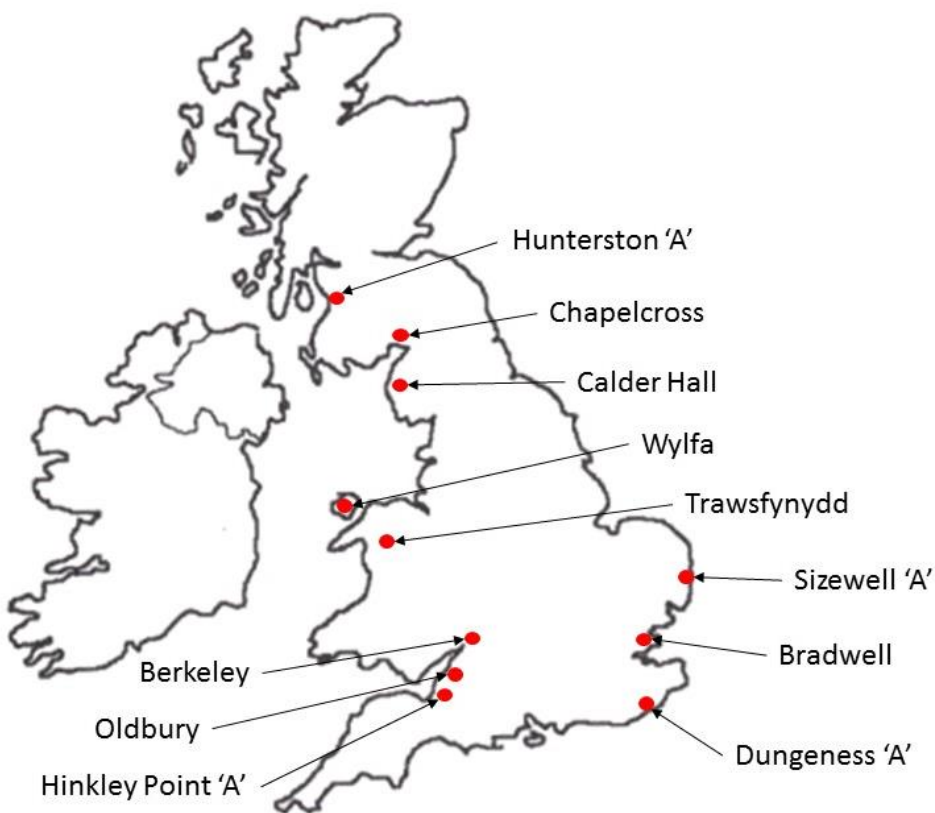 Hunterston ‘A’
Chapelcross
Calder Hall
Wylfa
Trawsfynydd
Sizewell ‘A’
Bradwell
Berkeley
Oldbury
Dungeness ‘A’
Hinkley Point ‘A’